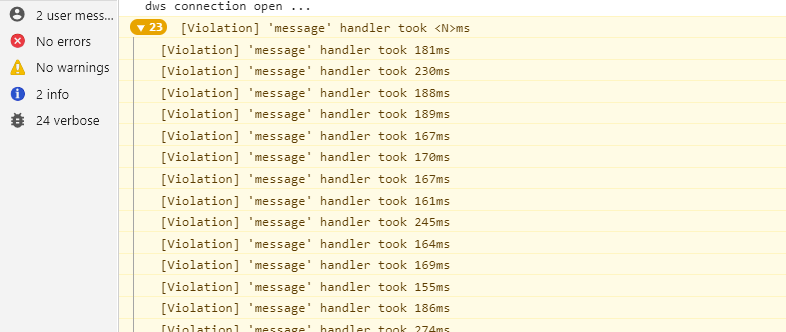 dws connection open ...
2 user mess...
23 [Violation] 'message' handler took <N>ms
No errors
[Violation] 'message' handler took 181ms
No warnings
[Violation] 'message' handler took 230ms
2 info
[Violation] 'message' handler took 188ms
24 verbose
[Violation] 'message' handler took 189ms
[Violation] 'message' handler took 167ms
[Violation] 'message' handler took 170ms
[Violation] 'message' handler took 167ms
[Violation] 'message' handler took 161ms
[Violation] 'message' handler took 245ms
[Violation] 'message' handler took 164ms
[Violation] 'message' handler took 169ms
[Violation] 'message' handler took 155ms
[Violation] 'message' handler took 186ms
[Violation] 'message' handler took 274ms